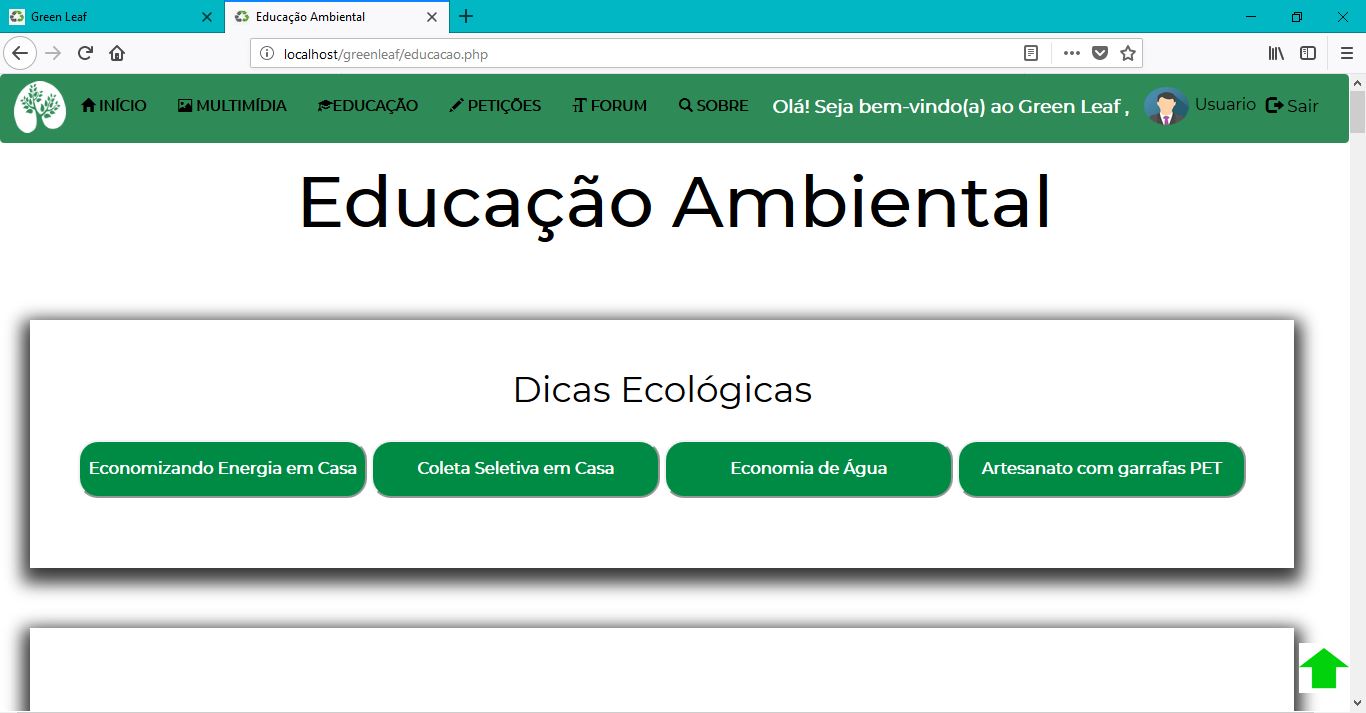 Green Leaf
Educação Ambiental
localhost/greenleaf/educacao.php
INÍCIO MULTIMÍDIA EDUCAÇÃO PETIÇÕES FORUM SOBRE Olá! Seja bem-vindo(a) ao Green Leaf , Usuario Sair
Educação Ambiental
Dicas Ecológicas
Economizando Energia em Casa
Coleta Seletiva em Casa
Economia de Água
Artesanato com garrafas PET